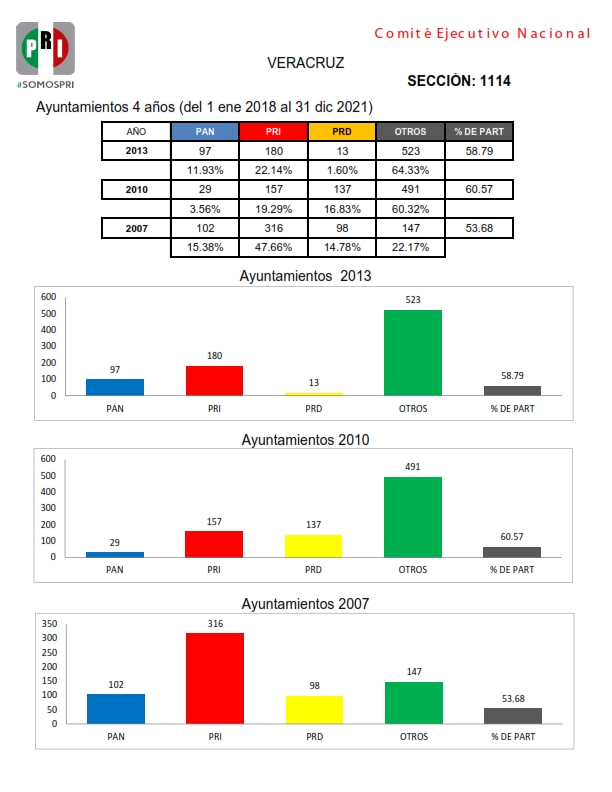 Comité Ejecutivo Nacional
PRI
#SOMOSPRI
VERACRUZ
SECCIÓN: 1114
Ayuntamientos 4 años (del 1 ene 2018 al 31 dic 2021)
AÑO PAN PRI PRD OTROS % DE PART
2013 97 180 13 523 58.79
11.93% 22.14% 1.60% 64.33%
2010 29 157 137 491 60.57
3.56% 19.29% 16.83% 60.32%
2007 102 316 98 147 53.68
15.38% 47.66% 14.78% 22.17%
Ayuntamientos 2013
600
500
400
300
200
100
0
97 180 13 523 58.79
PAN PRI PRD OTROS % DE PART
Ayuntamientos 2010
600
500
400
300
200
100
0
29 157 137 491 60.57
PAN PRI PRD OTROS % DE PART
Ayuntamientos 2007
350
300
250
200
150
100
50
0
102 316 98 147 53.68
PAN PRI PRD OTROS % DE PART